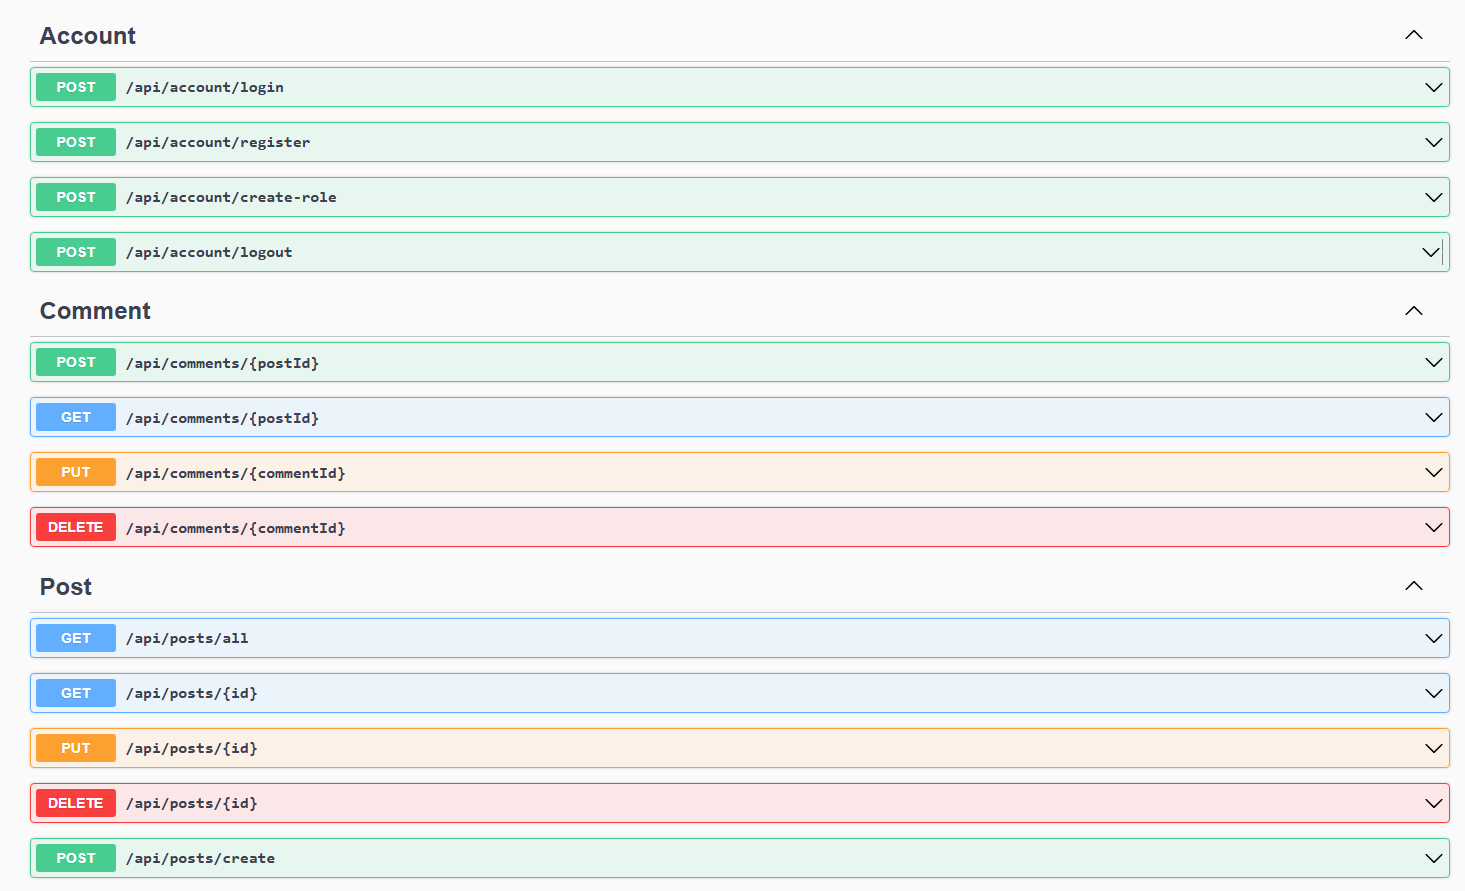 Account
POST /api/account/login
POST /api/account/register
POST /api/account/create-role
POST /api/account/logout
Comment
POST /api/comments/{postId}
GET /api/comments/{postId}
PUT /api/comments/{commentId}
DELETE /api/comments/{commentId}
Post
GET /api/posts/all
GET /api/posts/{id}
PUT /api/posts/{id}
DELETE /api/posts/{id}
POST /api/posts/create